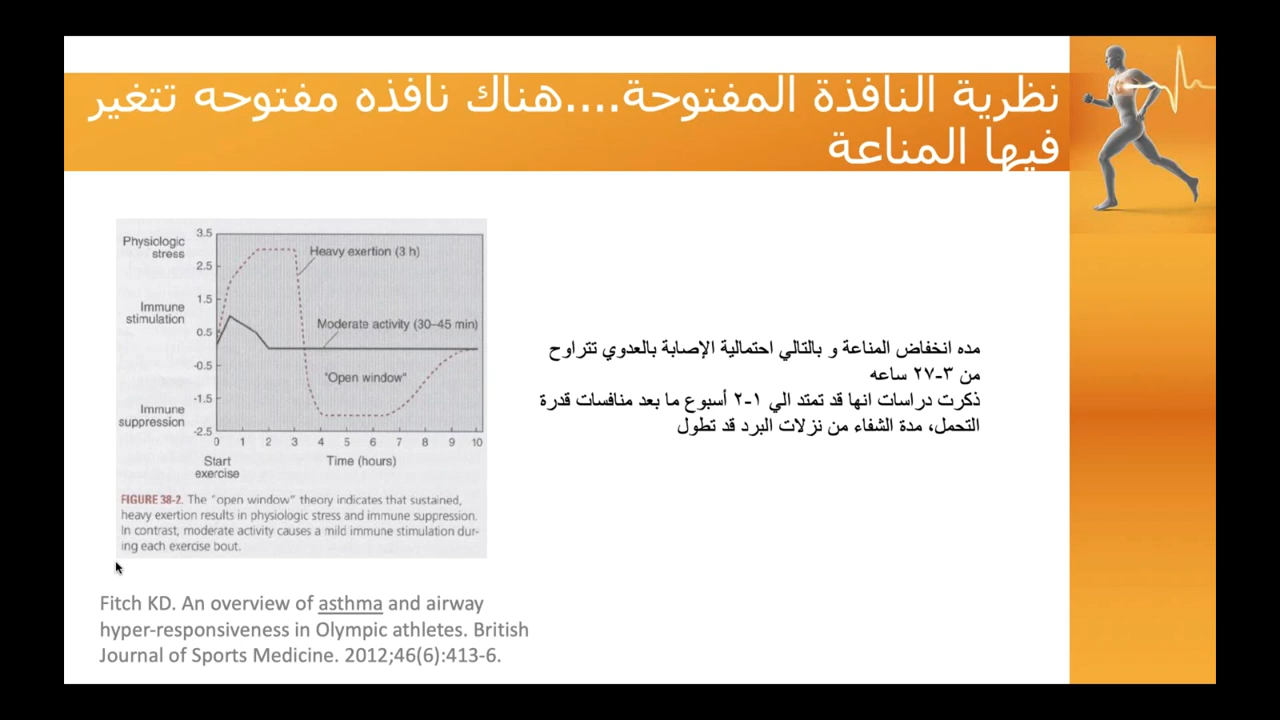 نظرية النافذة المفتوحة....هناك نافذه مفتوحه تتغير
فيها المناعة
Physiologic
stress
Immune
stimulation
Immune
suppression
3.5
2.5
1.5
0.5
-0.5
-1.5
-2.5
Heavy exertion (3 h)
Moderate activity (30–45 min)
"Open window"
0 1 2 3 4 5 6 7 8 9 10
Start
exercise
Time (hours)
FIGURE 38-2. The "open window" theory indicates that sustained,
heavy exertion results in physiologic stress and immune suppression.
In contrast, moderate activity causes a mild immune stimulation dur-
ing each exercise bout.
مده انخفاض المناعة و بالتالي احتمالية الإصابة بالعدوي تتراوح
من ٣-٢٧ ساعه
ذكرت دراسات انها قد تمتد الي ١-٢ أسبوع ما بعد منافسات قدرة
التحمل، مدة الشفاء من نزلات البرد قد تطول
Fitch KD. An overview of asthma and airway
hyper-responsiveness in Olympic athletes. British
Journal of Sports Medicine. 2012;46(6):413-6.